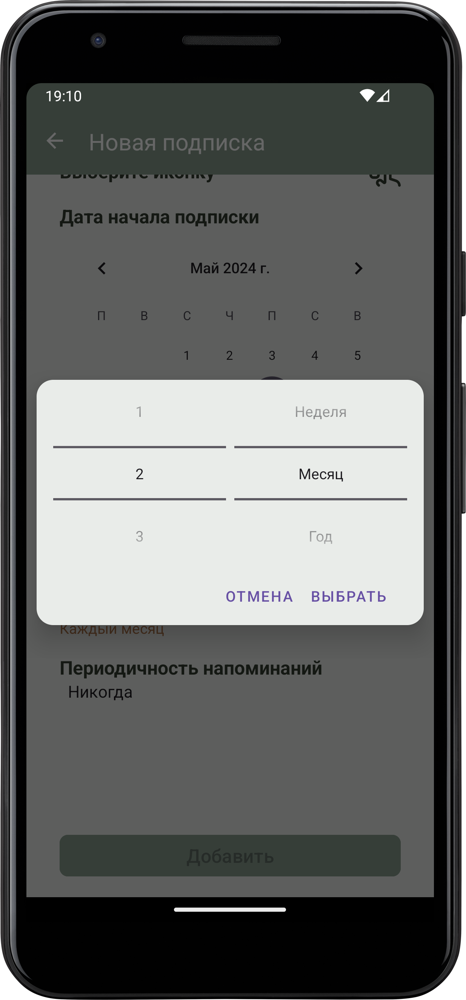 19:10
Новая подписка
Выберите иконку
Дата начала подписки
Май 2024 г.
П В С Ч П С В
1 2 3 4 5
1 Неделя
2 Месяц
3 Год
ОТМЕНА ВЫБРАТЬ
Каждый месяц
Периодичность напоминаний
Никогда
Добавить